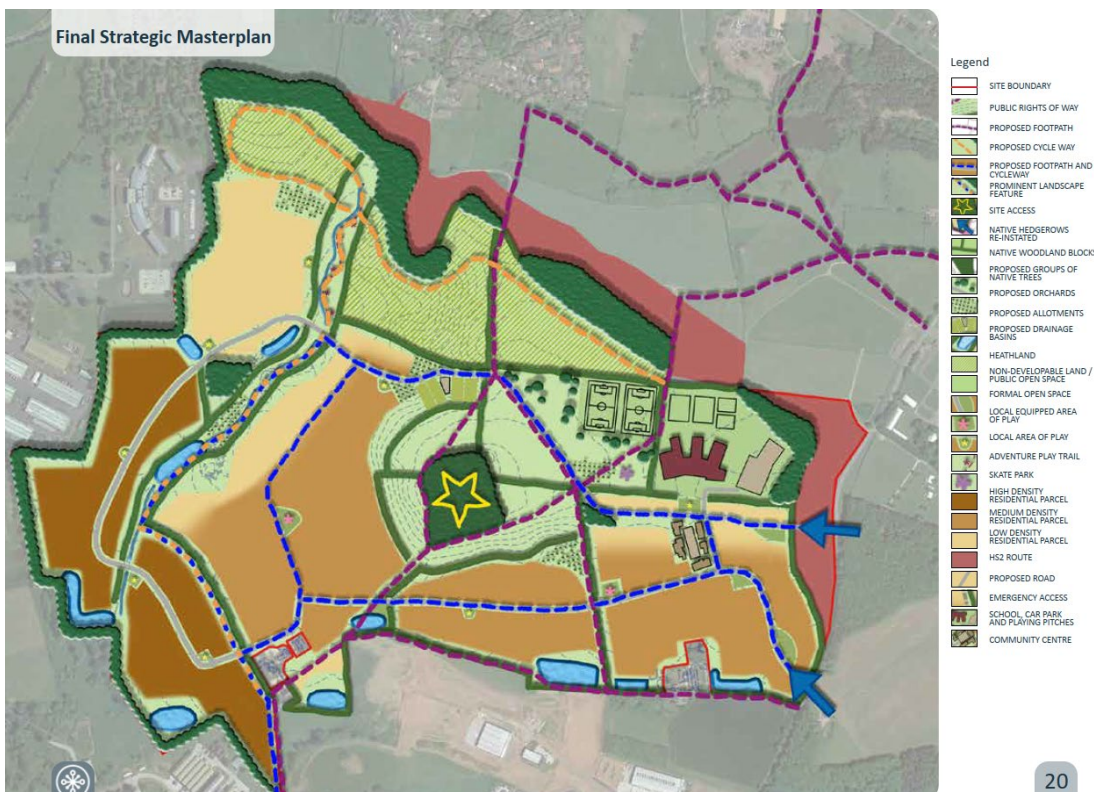 Final Strategic Masterplan
Legend
SITE BOUNDARY
PUBLIC RIGHTS OF WAY
PROPOSED FOOTPATH
PROPOSED CYCLE WAY
PROPOSED FOOTPATH AND
CYCLEWAY
PROMINENT LANDSCAPE
FEATURE
SITE ACCESS
NATIVE HEDGEROWS
RE-INSTATED
NATIVE WOODLAND BLOCKS
PROPOSED GROUPS OF
NATIVE TREES
PROPOSED ORCHARDS
PROPOSED ALLOTMENTS
PROPOSED DRAINAGE
BASINS
HEATHLAND
NON-DEVELOPABLE LAND /
PUBLIC OPEN SPACE
FORMAL OPEN SPACE
LOCAL EQUIPPED AREA
OF PLAY
LOCAL AREA OF PLAY
ADVENTURE PLAY TRAIL
SKATE PARK
HIGH DENSITY
RESIDENTIAL PARCEL
MEDIUM DENSITY
RESIDENTIAL PARCEL
LOW DENSITY
RESIDENTIAL PARCEL
HS2 ROUTE
PROPOSED ROAD
EMERGENCY ACCESS
SCHOOL, CAR PARK
AND PLAYING PITCHES
COMMUNITY CENTRE
20